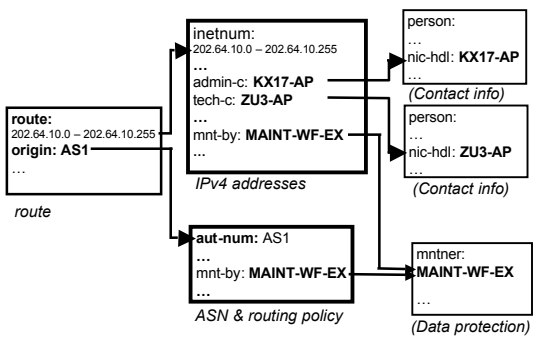 route:
202.64.10.0 – 202.64.10.255
origin: AS1
…
route
inetnum:
202.64.10.0 – 202.64.10.255
…
admin-c: KX17-AP
tech-c: ZU3-AP
…
mnt-by: MAINT-WF-EX
...
IPv4 addresses
aut-num: AS1
…
mnt-by: MAINT-WF-EX
…
ASN & routing policy
person:
…
nic-hdl: KX17-AP
…
(Contact info)
person:
…
nic-hdl: ZU3-AP
…
(Contact info)
mntner:
MAINT-WF-EX
…
(Data protection)